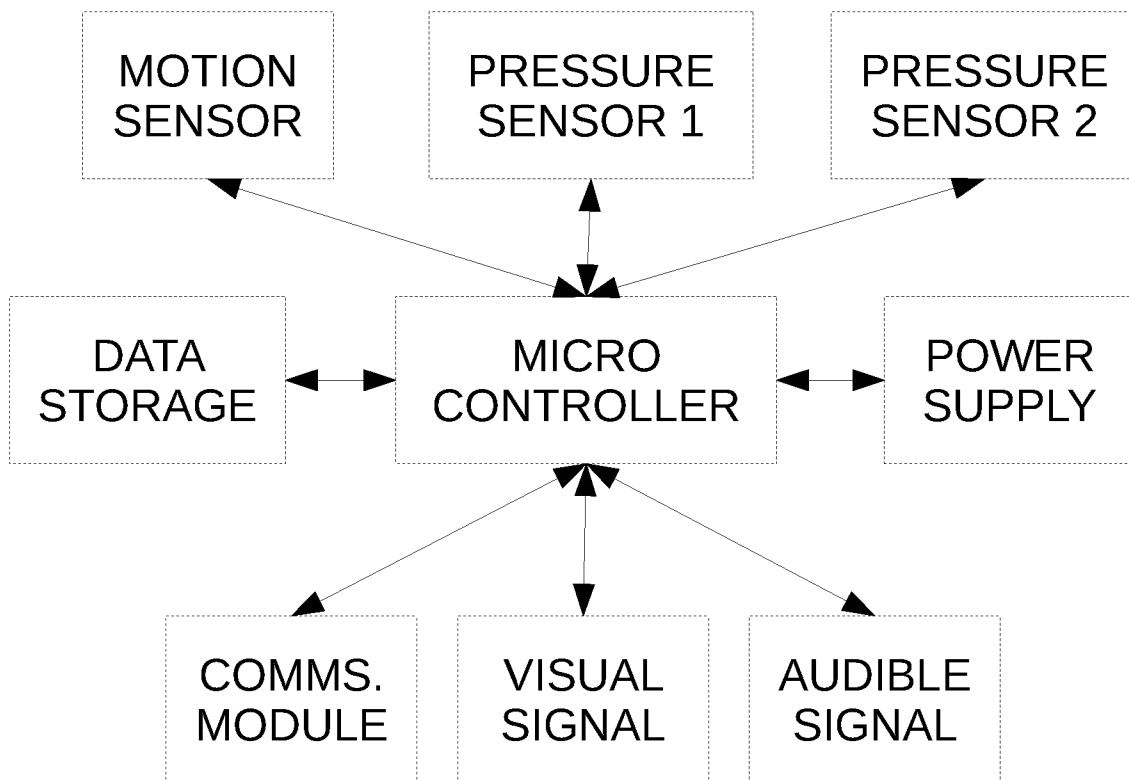 MOTION
SENSOR
PRESSURE
SENSOR 1
PRESSURE
SENSOR 2
DATA
STORAGE
MICRO
CONTROLLER
POWER
SUPPLY
COMMS.
MODULE
VISUAL
SIGNAL
AUDIBLE
SIGNAL